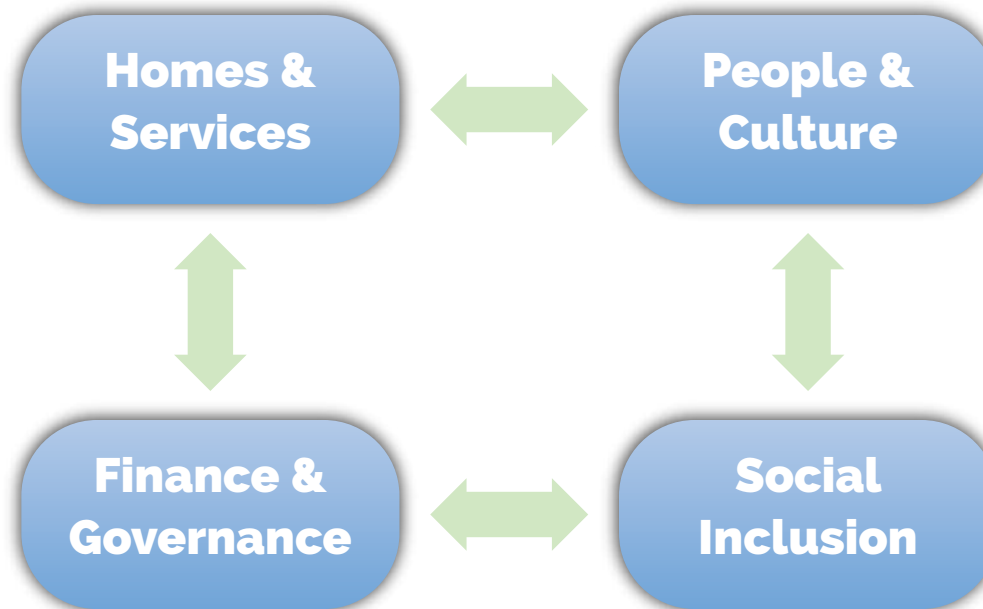 Homes &
Services
People &
Culture
Finance &
Governance
Social
Inclusion